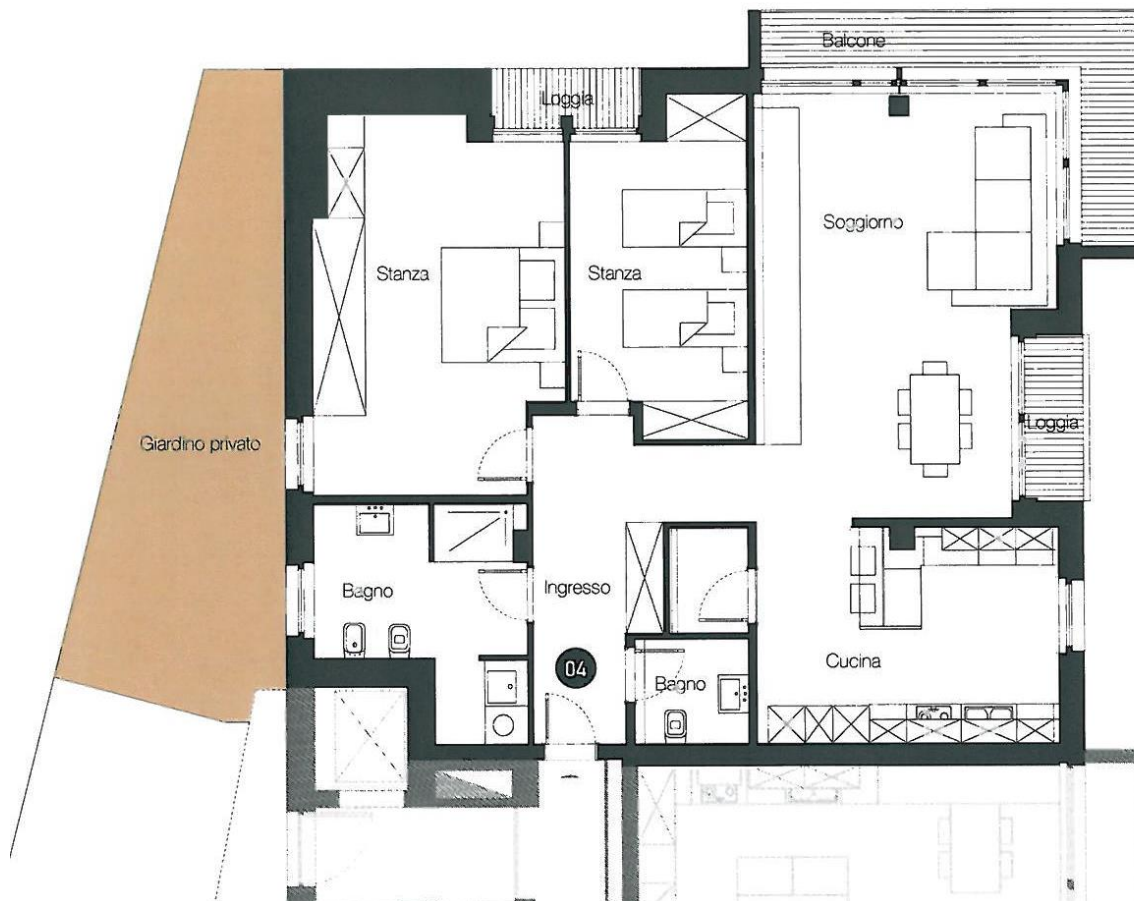 Balcone
Loggia
Soggiorno
Stanza
Stanza
Giardino privato
Loggia
Bagno
Ingresso
Cucina
04
Bagno